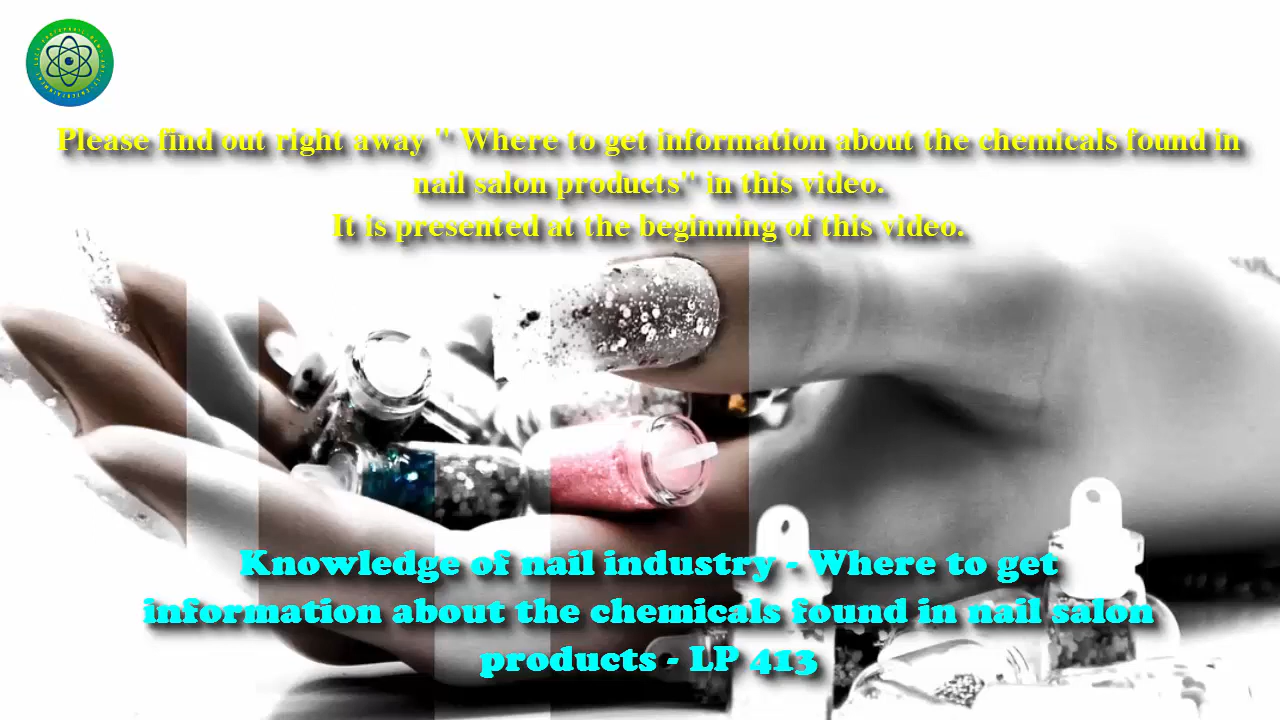 Please find out right away " Where to get information about the chemicals found in
nail salon products" in this video.
It is presented at the beginning of this video.
Knowledge of nail industry - Where to get
information about the chemicals found in nail salon
products - LP 413